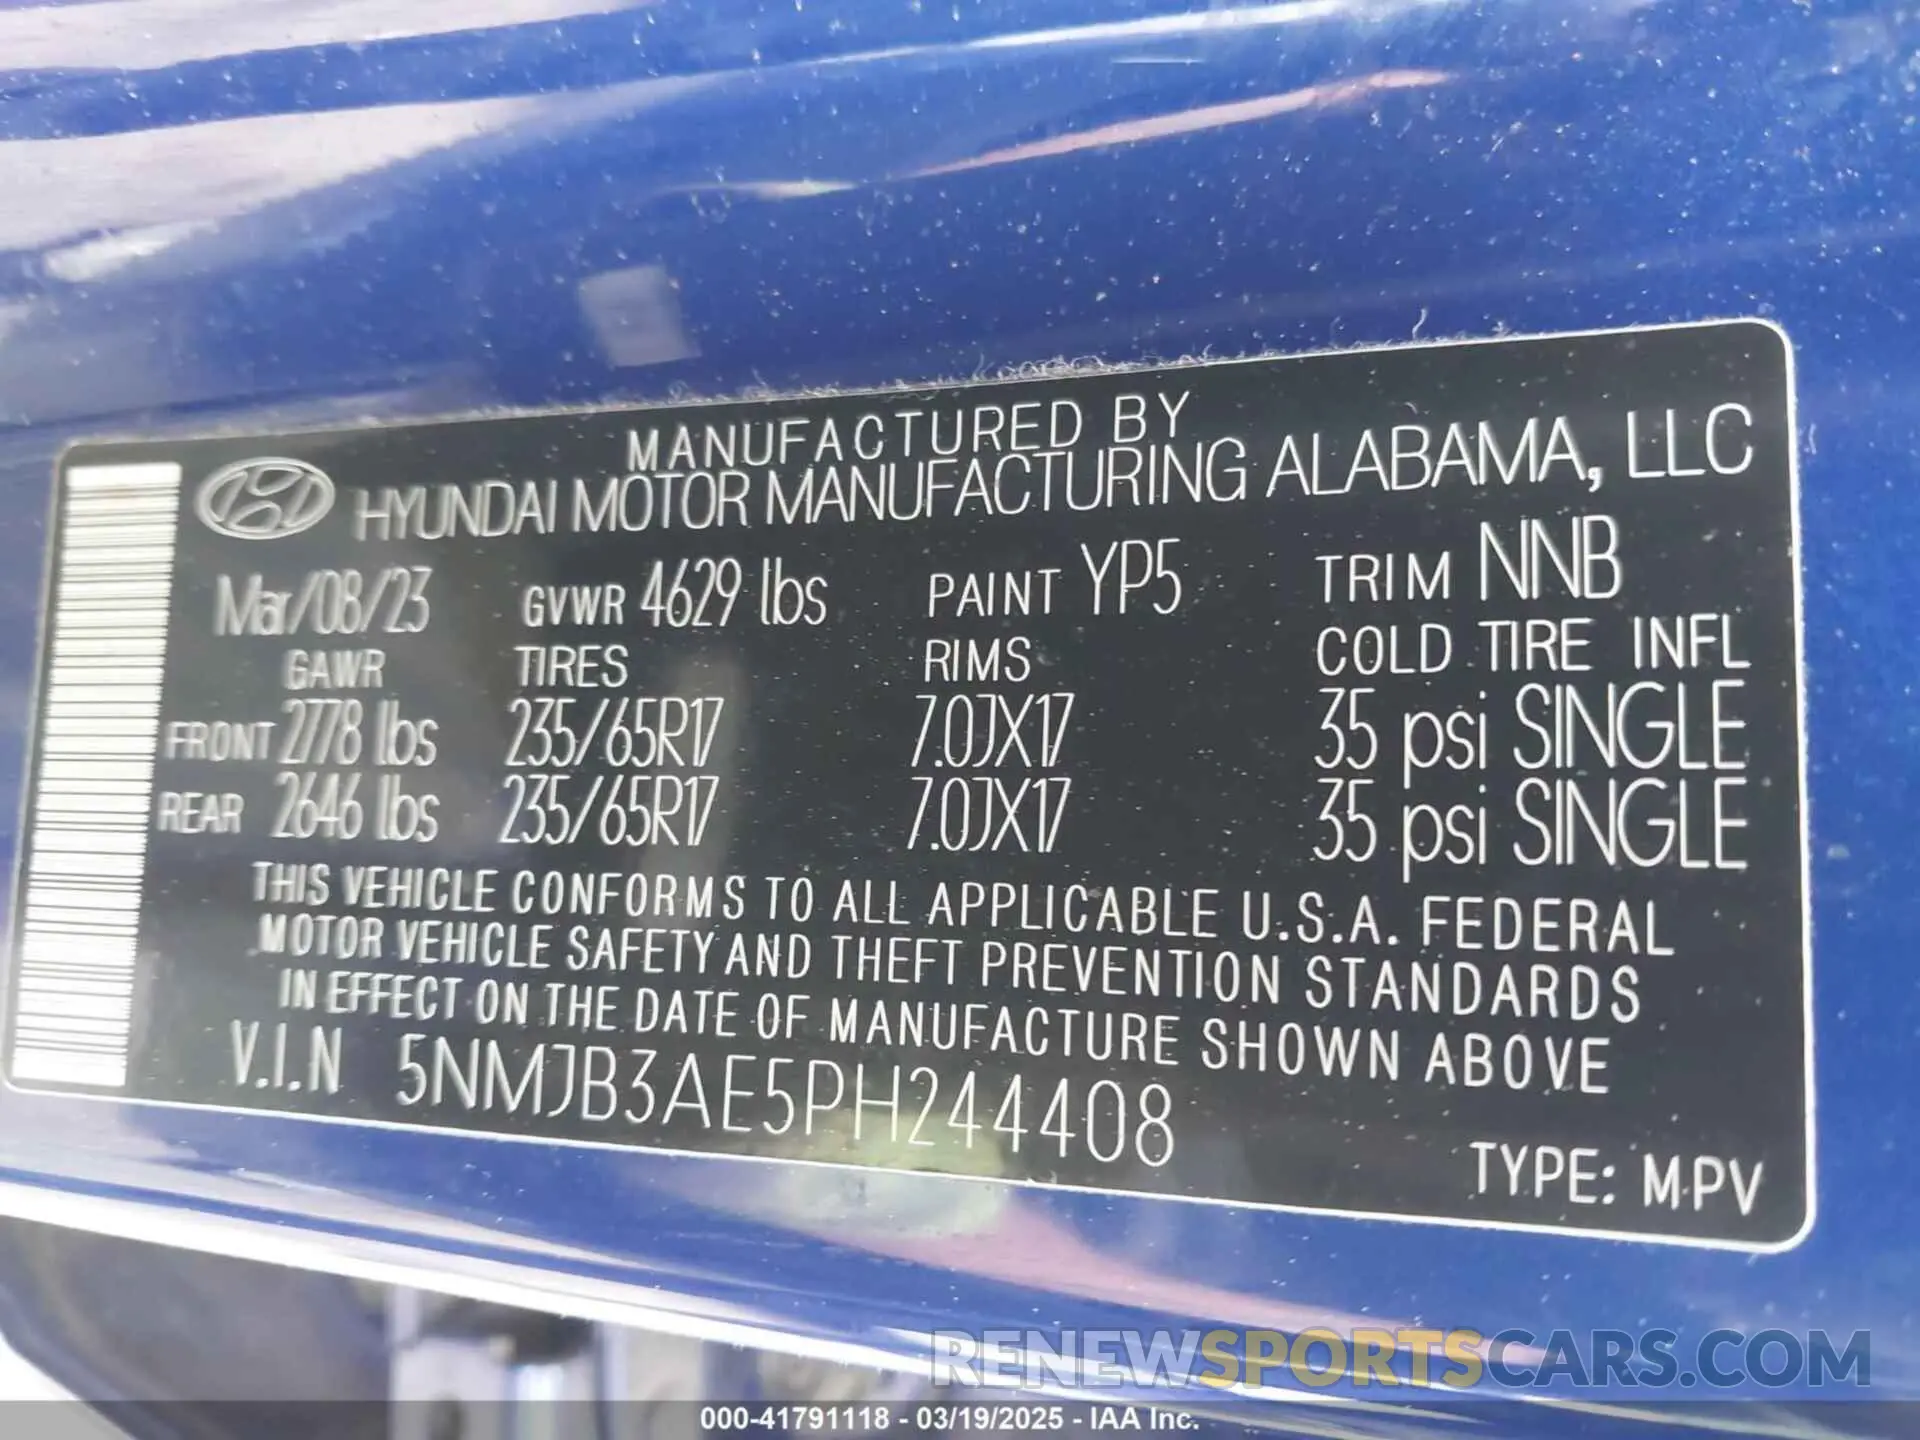 MANUFACTURED BY
HYUNDAI MOTOR MANUFACTURING ALABAMA, LLC
Mar/08/23 GVWR 4629 lbs PAINT YP5 TRIM NNB
GAWR TIRES RIMS COLD TIRE INFL
FRONT 2778 lbs 235/65R17 7.0JX17 35 psi SINGLE
REAR 2646 lbs 235/65R17 7.0JX17 35 psi SINGLE
THIS VEHICLE CONFORMS TO ALL APPLICABLE U.S.A. FEDERAL
MOTOR VEHICLE SAFETY AND THEFT PREVENTION STANDARDS
IN EFFECT ON THE DATE OF MANUFACTURE SHOWN ABOVE
V.I.N 5NMJB3AE5PH244408
TYPE: MPV
RENEWSPORTSCARS.COM
000-41791118 - 03/19/2025 - IAA Inc.